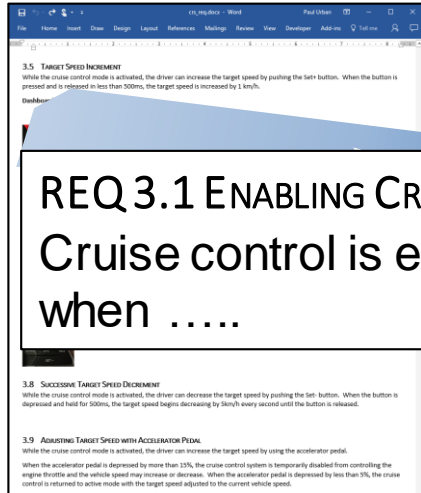 crs_req.docx - Word Paul Urban
File Home Insert Draw Design Layout References Mailings Review View Developer Add-ins Tell me
3.5 TARGET SPEED INCREMENT
While the cruise control mode is activated, the driver can increase the target speed by pushing the Set+ button. When the button is
pressed and is released in less than 500ms, the target speed is increased by 1 km/h.
REQ 3.1 ENABLING CR
Cruise control is e
when …..
3.8 SUCCESSIVE TARGET SPEED DECREMENT
While the cruise control mode is activated, the driver can decrease the target speed by pushing the Set- button. When the button is
depressed and held for 500ms, the target speed begins decreasing by 5km/h every second until the button is released.
3.9 ADJUSTING TARGET SPEED WITH ACCELERATOR PEDAL
While the cruise control mode is activated, the driver can increase the target speed by using the accelerator pedal.
When the accelerator pedal is depressed by more than 15%, the cruise control system is temporarily disabled from controlling the
engine throttle and the vehicle speed may increase or decrease. When the accelerator pedal is depressed by less than 5%, the cruise
control is returned to active mode with the target speed adjusted to the current vehicle speed.